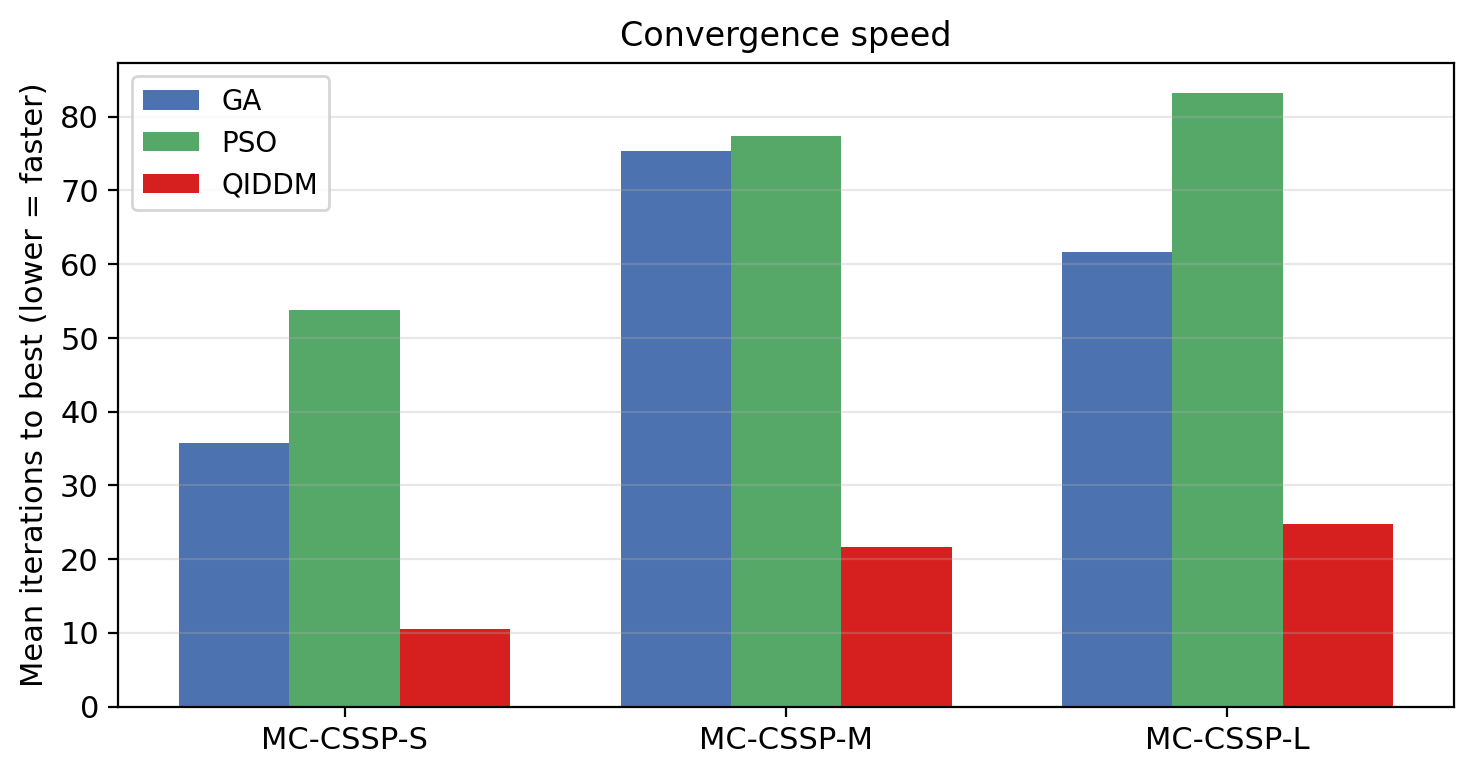 Convergence speed
Mean iterations to best (lower = faster)
80
70
60
50
40
30
20
10
0
GA
PSO
QIDDM
MC-CSSP-S
MC-CSSP-M
MC-CSSP-L